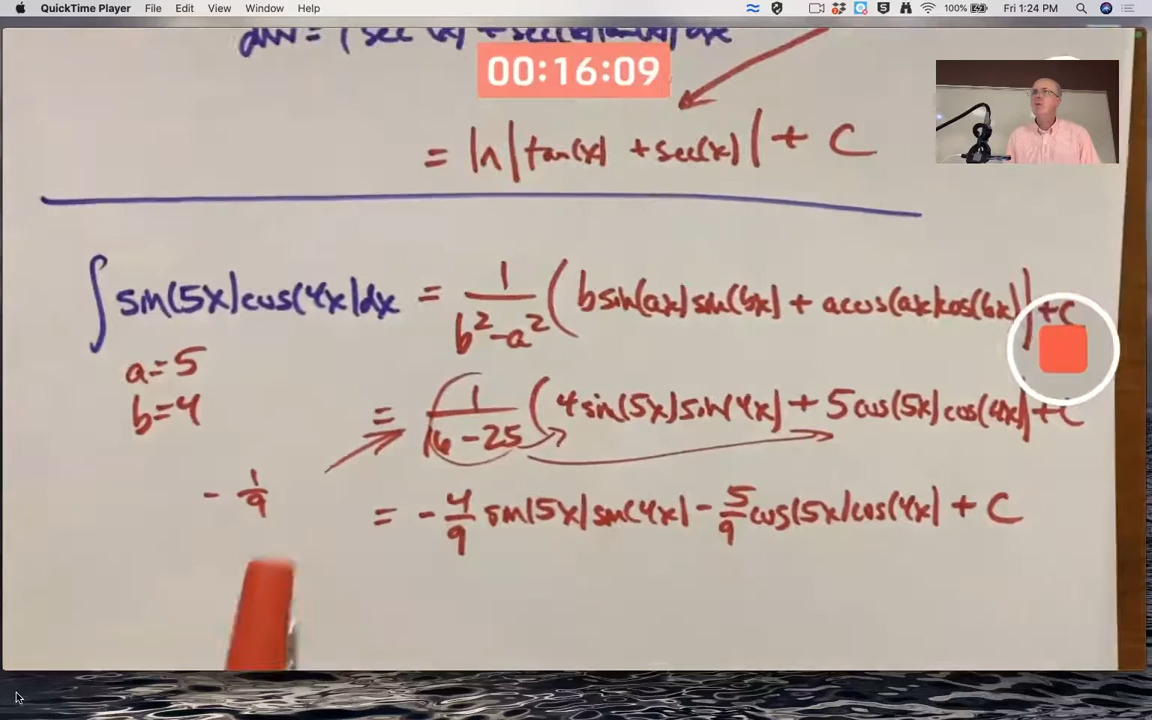 QuickTime Player File Edit View Window Help 100% Fri 1:24 PM
00:16:09
= ln|tan(x) + sec(x)| + C
∫ sin(5x)cos(4x)dx = 1/(b²-a²) (b sin(ax) sin(bx) + a cos(ax)cos(bx)) + C
a = 5
b = 4
= 1/(16-25) (4 sin(5x) sin(4x) + 5 cos(5x) cos(4x)) + C
- 1/9
= - 4/9 sin(5x) sin(4x) - 5/9 cos(5x) cos(4x) + C